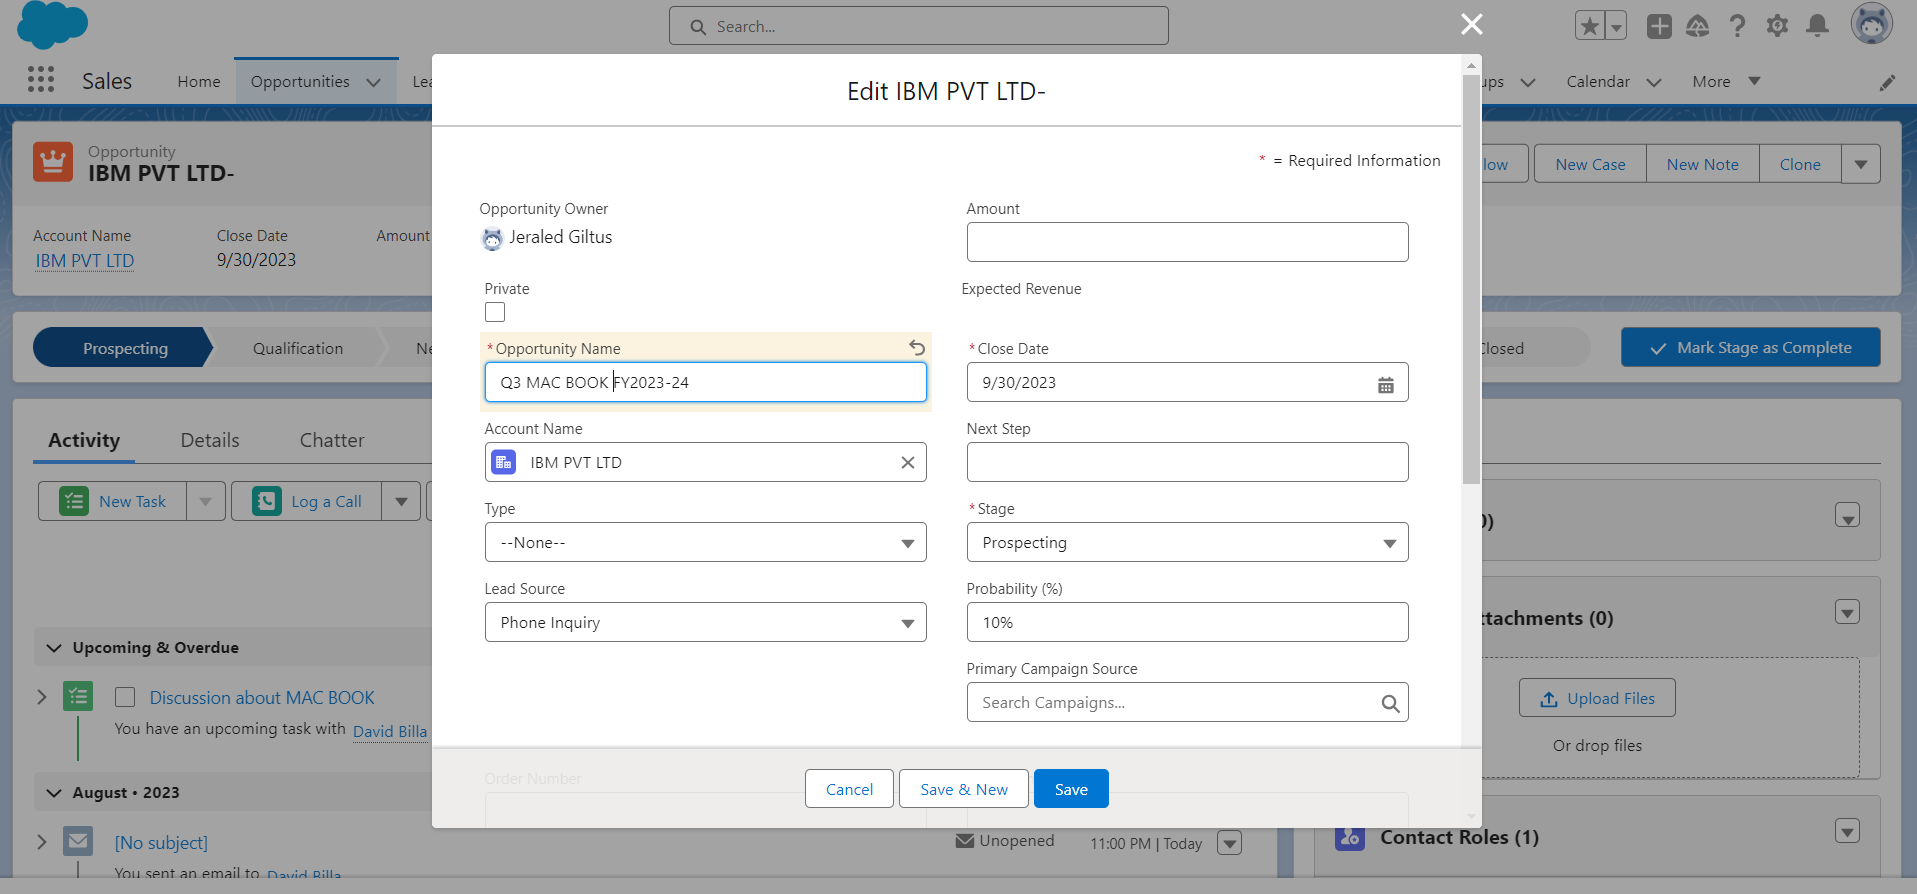 Search...
Sales
Home
Opportunities
Lea
ups
Calendar
More
Edit IBM PVT LTD-
Opportunity
IBM PVT LTD-
low
New Case
New Note
Clone
* = Required Information
Account Name
Close Date
Amount
IBM PVT LTD
9/30/2023
Opportunity Owner
Jeraled Giltus
Amount
Private
Expected Revenue
Prospecting
Qualification
Ne
Closed
Mark Stage as Complete
*Opportunity Name
Q3 MAC BOOK FY2023-24
*Close Date
9/30/2023
Account Name
IBM PVT LTD
Next Step
Activity
Details
Chatter
New Task
Log a Call
Type
--None--
*Stage
Prospecting
0)
Lead Source
Phone Inquiry
Probability (%)
10%
ttachments (0)
Primary Campaign Source
Search Campaigns...
Upload Files
Or drop files
Upcoming & Overdue
Discussion about MAC BOOK
You have an upcoming task with David Billa
Order Number
Cancel
Save & New
Save
August • 2023
[No subject]
Unopened
11:00 PM | Today
You sent an email to David Billa
Contact Roles (1)